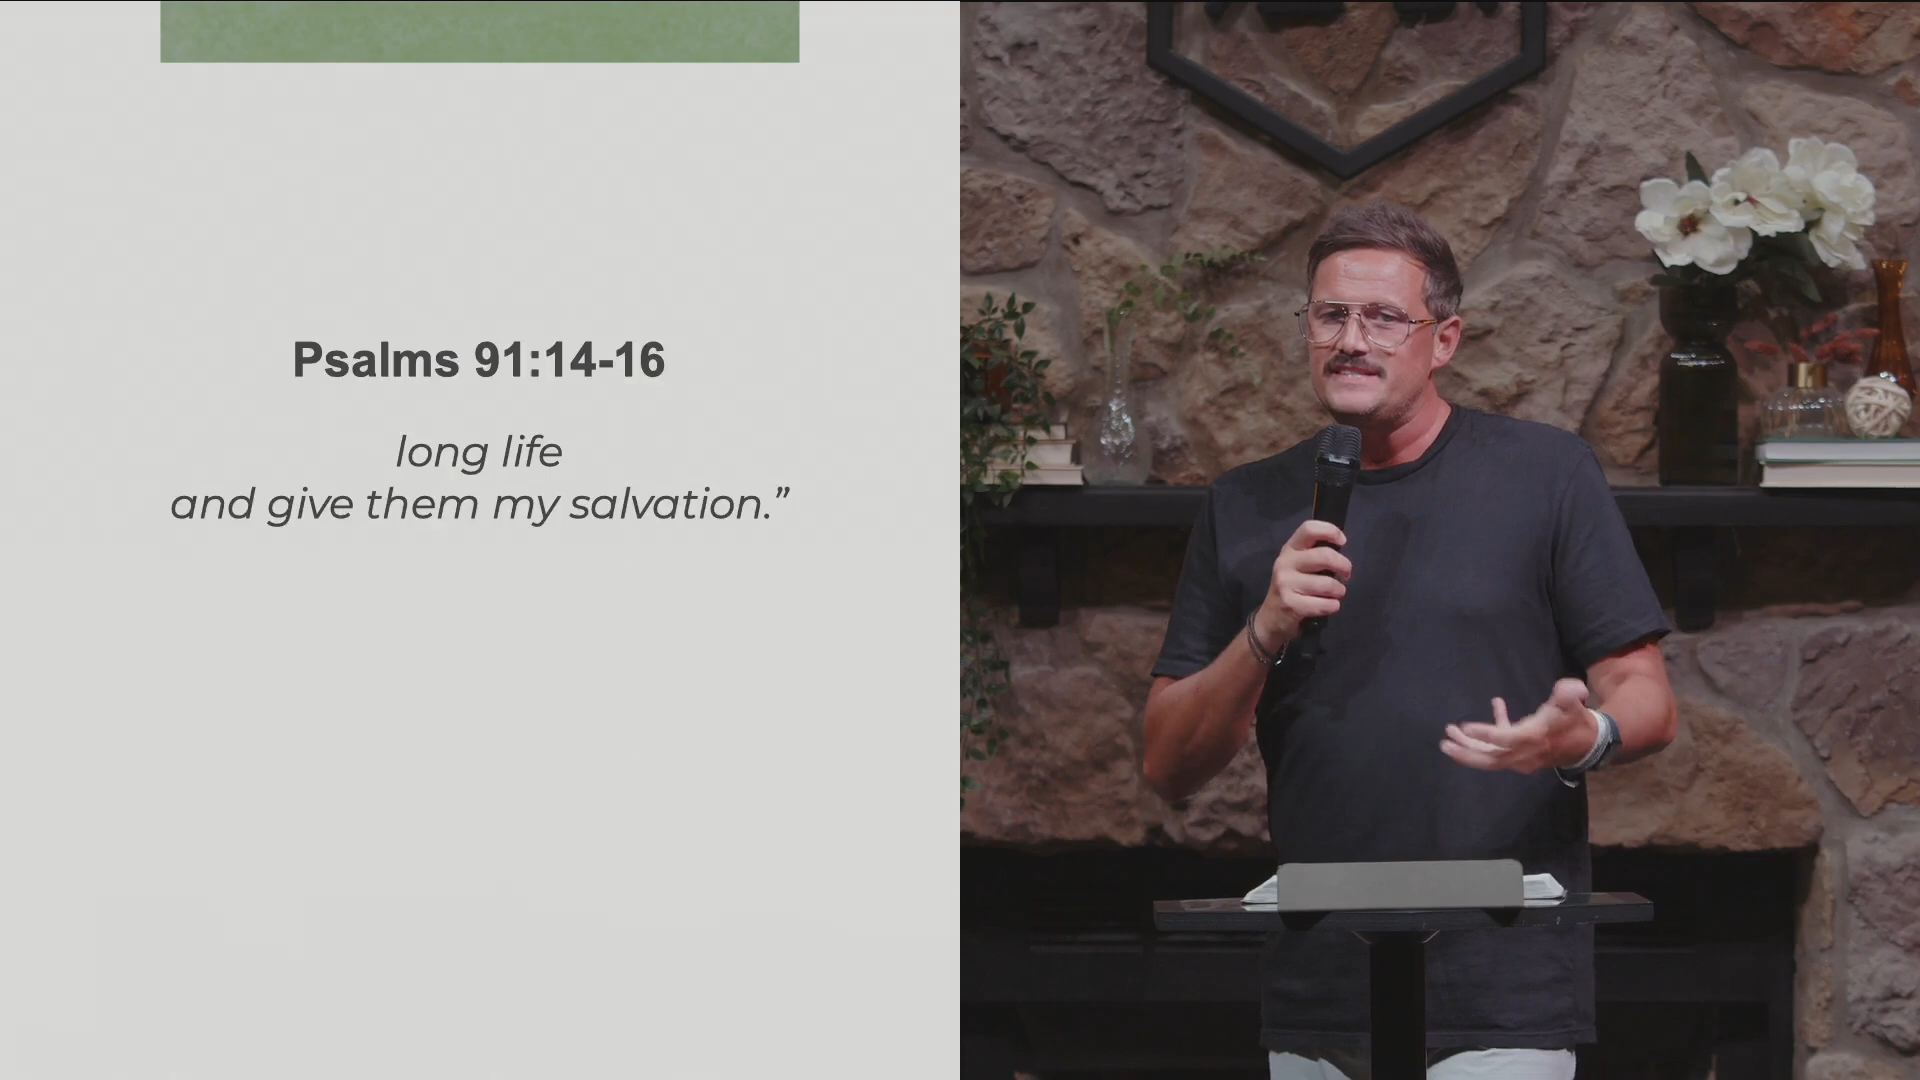 Psalms 91:14-16
long life
and give them my salvation.”